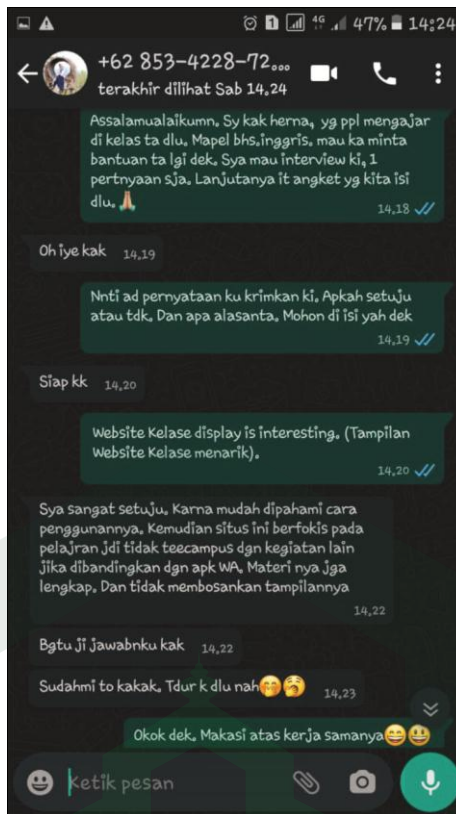 4G 47% 14:24
+62 853-4228-72...
terakhir dilihat Sab 14.24
Assalamualaikumn. Sy kak herna, yg ppl mengajar
di kelas ta dlu. Mapel bhs.inggris. mau ka minta
bantuan ta lgi dek. Sya mau interview ki, 1
pertnyaan sja. Lanjutanya it angket yg kita isi
dlu. 🙏
14.18
Oh iye kak 14.19
Nnti ad pernyataan ku krimkan ki. Apkah setuju
atau tdk. Dan apa alasanta. Mohon di isi yah dek
14.19
Siap kk 14.20
Website Kelase display is interesting. (Tampilan
Website Kelase menarik).
14.20
Sya sangat setuju. Karna mudah dipahami cara
penggunannya. Kemudian situs ini berfokis pada
pelajran jdi tidak teecampus dgn kegiatan lain
jika dibandingkan dgn apk WA. Materi nya jga
lengkap. Dan tidak membosankan tampilannya
14.22
Bgtu ji jawabnku kak 14.22
Sudahmi to kakak. Tdur k dlu nah🤭🥱 14.23
Okok dek. Makasi atas kerja samanya😄😃
Ketik pesan